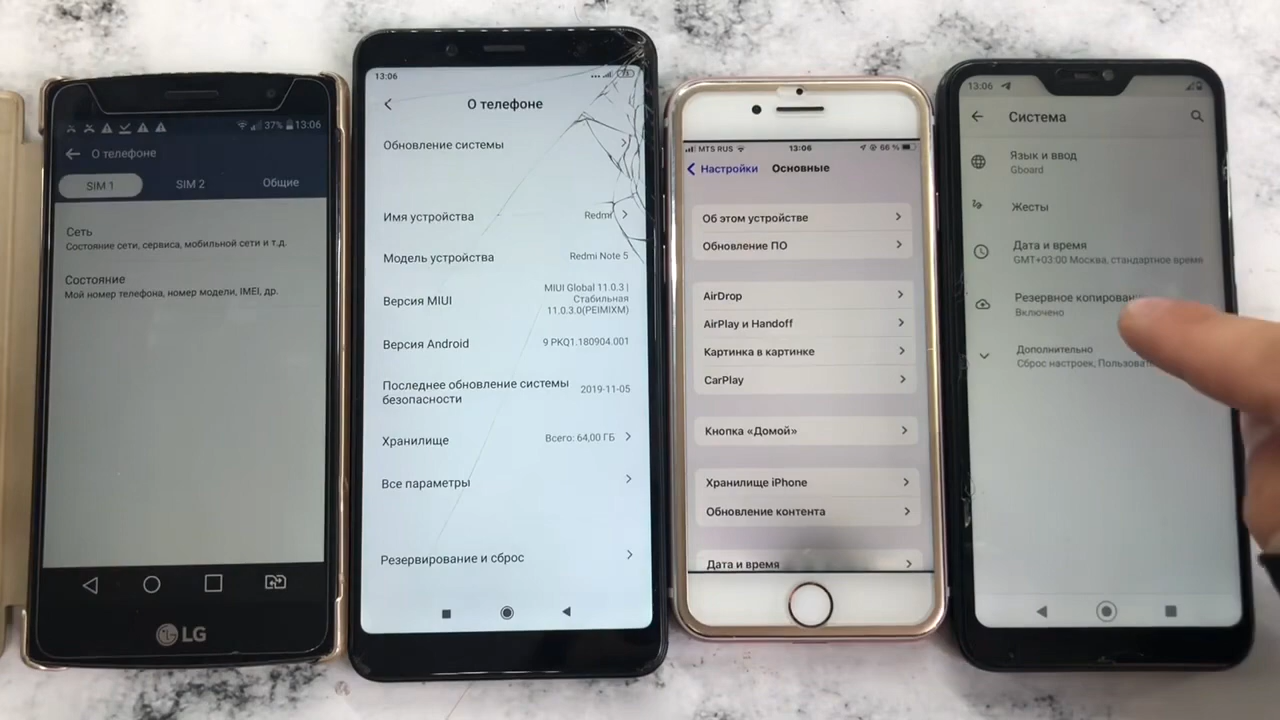 37% 13:06
О телефоне
SIM 1
SIM 2
Общие
Сеть
Состояние сети, сервиса, мобильной сети и т.д.
Состояние
Мой номер телефона, номер модели, IMEI, др.
LG
13:06
О телефоне
Обновление системы
Имя устройства
Redmi
Модель устройства
Redmi Note 5
Версия MIUI
MIUI Global 11.0.3 |
Стабильная
11.0.3.0(PEIMIXM)
Версия Android
9 PKQ1.180904.001
Последнее обновление системы
безопасности
2019-11-05
Хранилище
Всего: 64,00 ГБ
Все параметры
Резервирование и сброс
MTS RUS
13:06
66 %
Настройки
Основные
Об этом устройстве
Обновление ПО
AirDrop
AirPlay и Handoff
Картинка в картинке
CarPlay
Кнопка «Домой»
Хранилище iPhone
Обновление контента
Дата и время
13:06
Система
Язык и ввод
Gboard
Жесты
Дата и время
GMT+03:00 Москва, стандартное время
Резервное копировани
Включено
Дополнительно
Сброс настроек, Пользоват